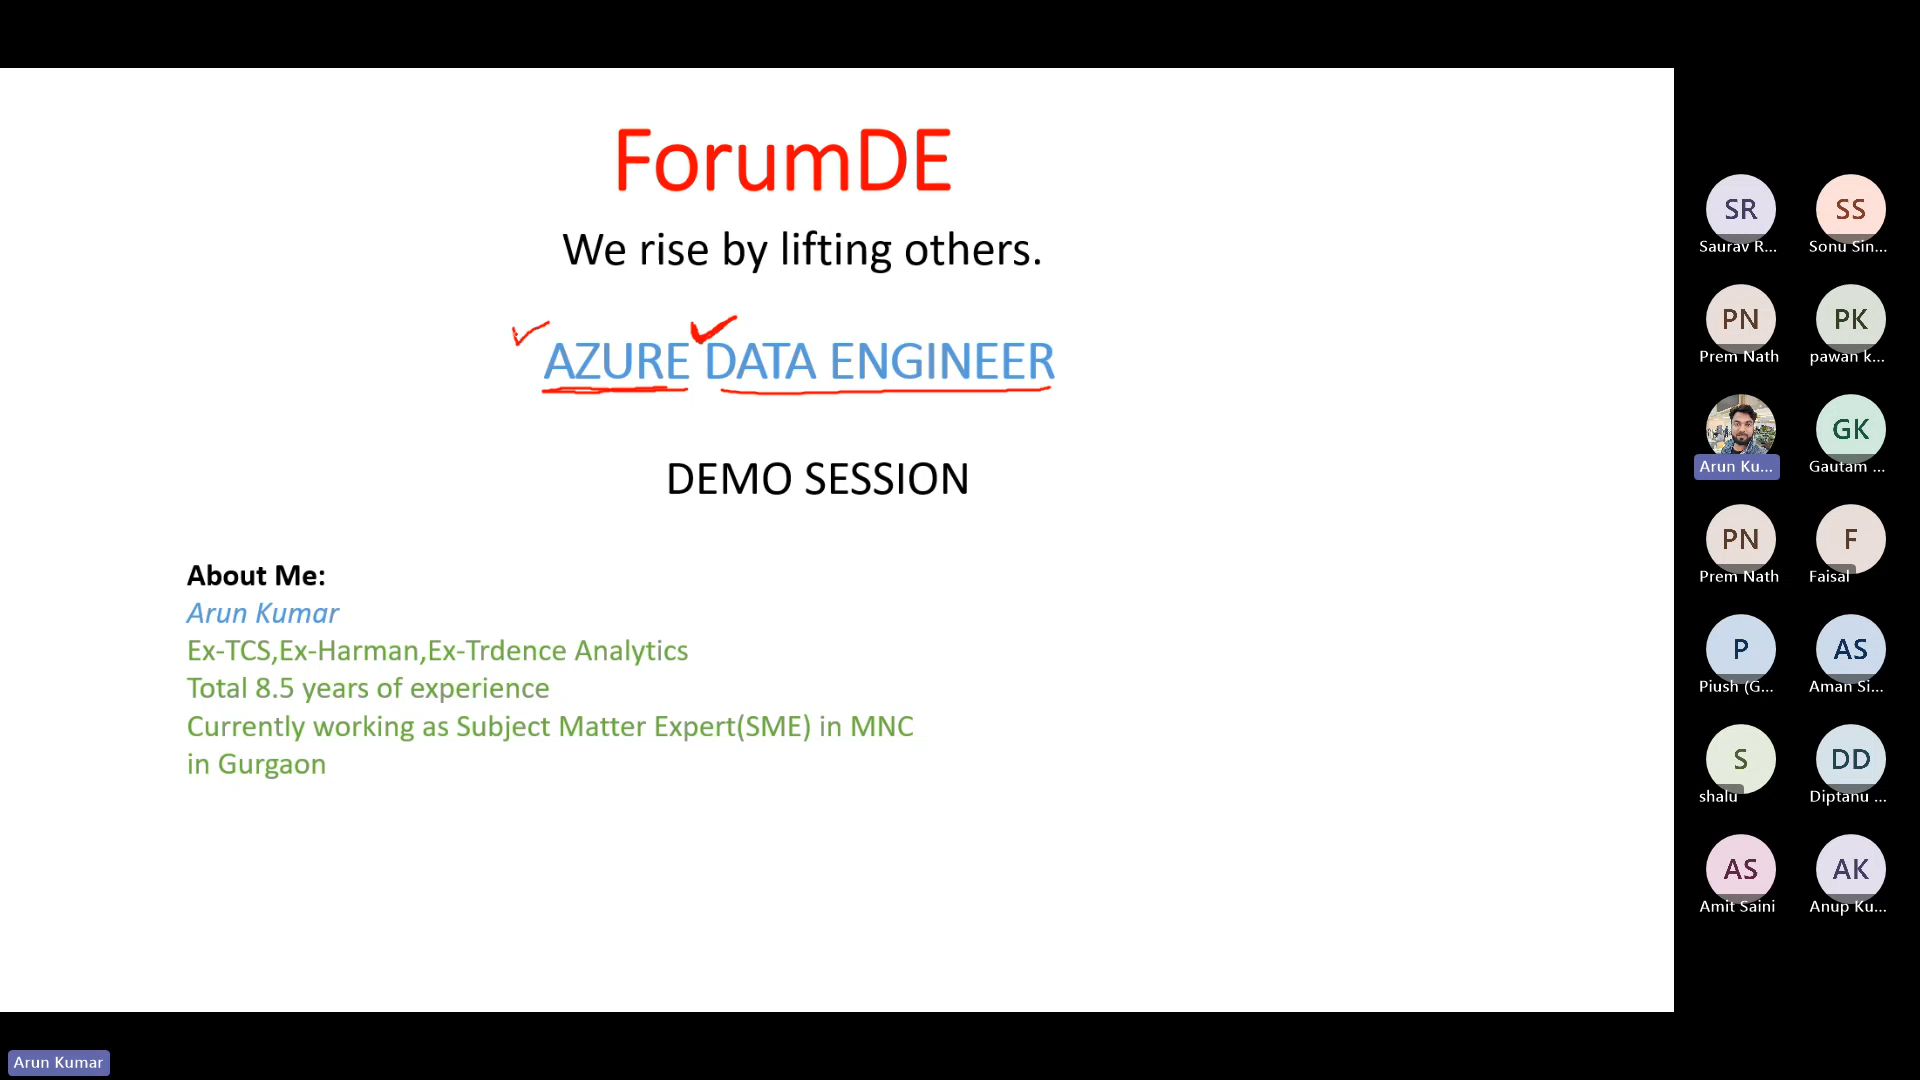 ForumDE
We rise by lifting others.
AZURE DATA ENGINEER
DEMO SESSION
About Me:
Arun Kumar
Ex-TCS,Ex-Harman,Ex-Trdence Analytics
Total 8.5 years of experience
Currently working as Subject Matter Expert(SME) in MNC
in Gurgaon
SR SS
Saurav R... Sonu Sin...
PN PK
Prem Nath pawan k...
GK
Arun Ku... Gautam ...
PN F
Prem Nath Faisal
P AS
Piush (G... Aman Si...
S DD
shalu Diptanu ...
AS AK
Amit Saini Anup Ku...
Arun Kumar